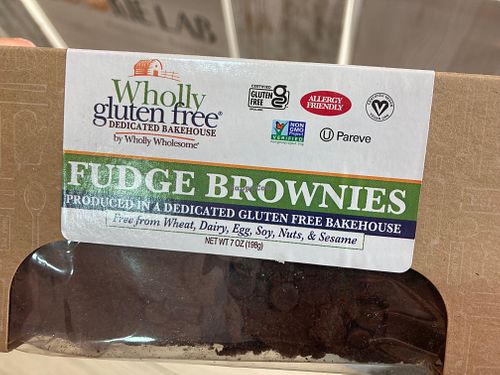 THE LAB
Wholly
gluten free®
DEDICATED BAKEHOUSE
by Wholly Wholesome®
CERTIFIED
GLUTEN
FREE
ALLERGY
FRIENDLY
NON
GMO
Project
VERIFIED
U Pareve
FUDGE BROWNIES
PRODUCED IN A DEDICATED GLUTEN FREE BAKEHOUSE
Free from Wheat, Dairy, Egg, Soy, Nuts, & Sesame
NET WT 7 OZ (198g)